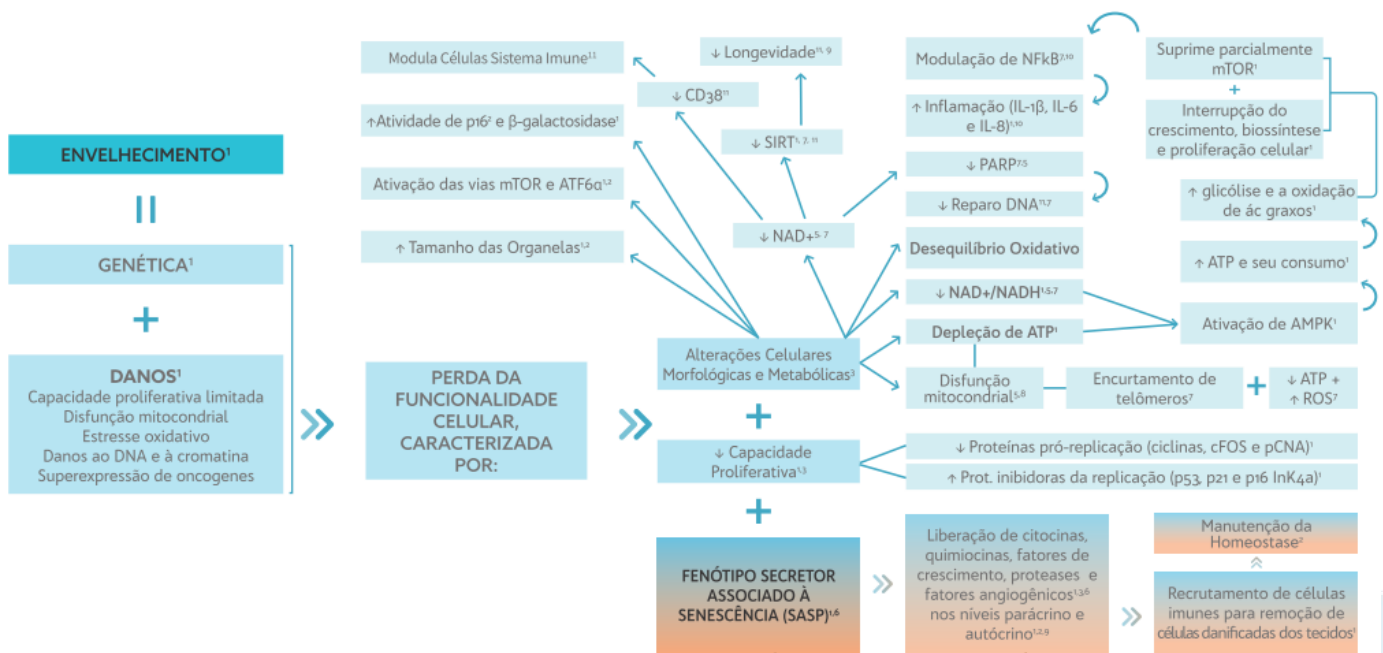 ENVELHECIMENTO¹
GENÉTICA¹
+
DANOS¹
Capacidade proliferativa limitada
Disfunção mitocondrial
Estresse oxidativo
Danos ao DNA e à cromatina
Superexpressão de oncogenes
PERDA DA
FUNCIONALIDADE
CELULAR,
CARACTERIZADA
POR:
Modula Células Sistema Imune¹¹
↑Atividade de p16² e β-galactosidase¹
Ativação das vias mTOR e ATF6α¹,²
↑ Tamanho das Organelas¹,²
↓ Longevidade¹¹, ⁹
↓ CD38¹¹
↓ SIRT¹, ⁷, ¹¹
↓ NAD+⁵, ⁷
Alterações Celulares
Morfológicas e Metabólicas³
+
↓ Capacidade
Proliferativa¹,³
+
FENÓTIPO SECRETOR
ASSOCIADO À
SENESCÊNCIA (SASP)¹,⁶
Modulação de NFkB⁷,¹⁰
↑ Inflamação (IL-1β, IL-6
e IL-8)¹,¹⁰
↓ PARP⁷,⁵
↓ Reparo DNA¹¹,⁷
Desequilíbrio Oxidativo
↓ NAD+/NADH¹,⁵,⁷
Depleção de ATP¹
Disfunção
mitocondrial⁵,⁸
Encurtamento de
telômeros⁷
+
↓ ATP +
↑ ROS⁷
Suprime parcialmente
mTOR¹
+
Interrupção do
crescimento, biossíntese
e proliferação celular¹
↑ glicólise e a oxidação
de ác graxos¹
↑ ATP e seu consumo¹
Ativação de AMPK¹
↓ Proteínas pró-replicação (ciclinas, cFOS e pCNA)¹
↑ Prot. inibidoras da replicação (p53, p21 e p16 InK4a)¹
Liberação de citocinas,
quimiocinas, fatores de
crescimento, proteases e
fatores angiogênicos¹,³,⁶
nos níveis parácrino e
autócrino¹,²,⁹
Manutenção da
Homeostase²
Recrutamento de células
imunes para remoção de
células danificadas dos tecidos¹